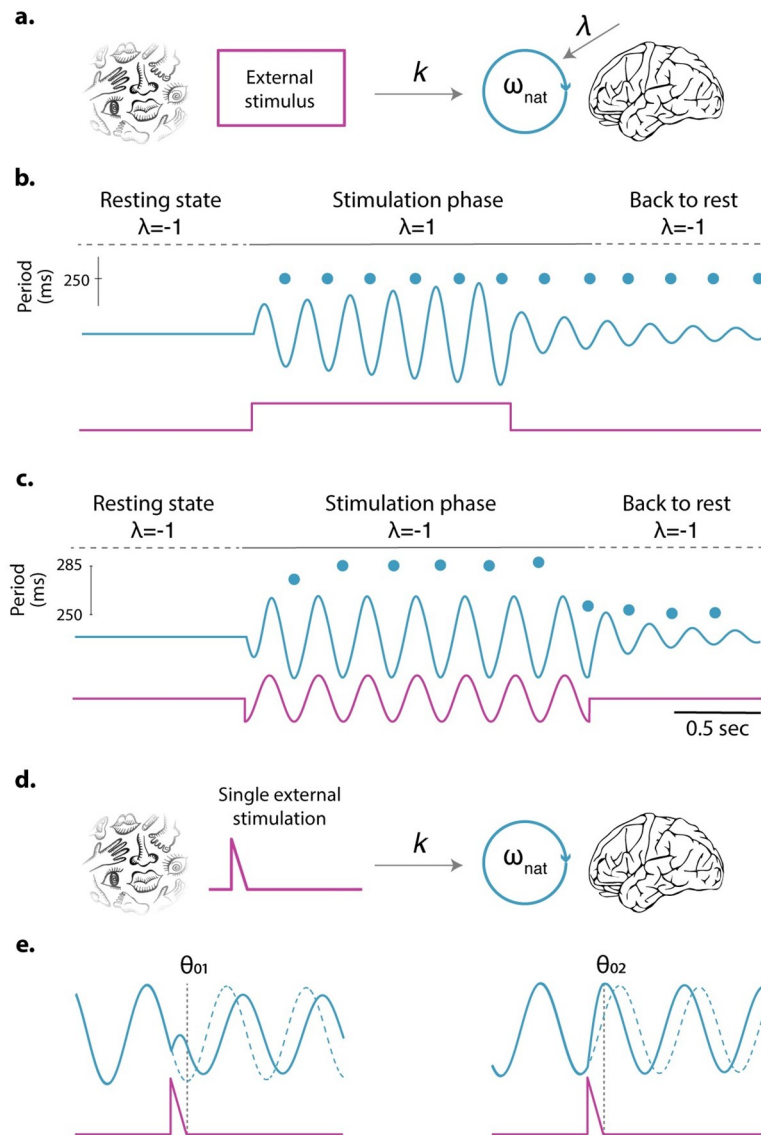 a.
External
stimulus
k
ω_nat
λ
b.
Resting state
λ=-1
Stimulation phase
λ=1
Back to rest
λ=-1
Period
(ms)
250
c.
Resting state
λ=-1
Stimulation phase
λ=-1
Back to rest
λ=-1
Period
(ms)
285
250
0.5 sec
d.
Single external
stimulation
k
ω_nat
e.
θ01
θ02